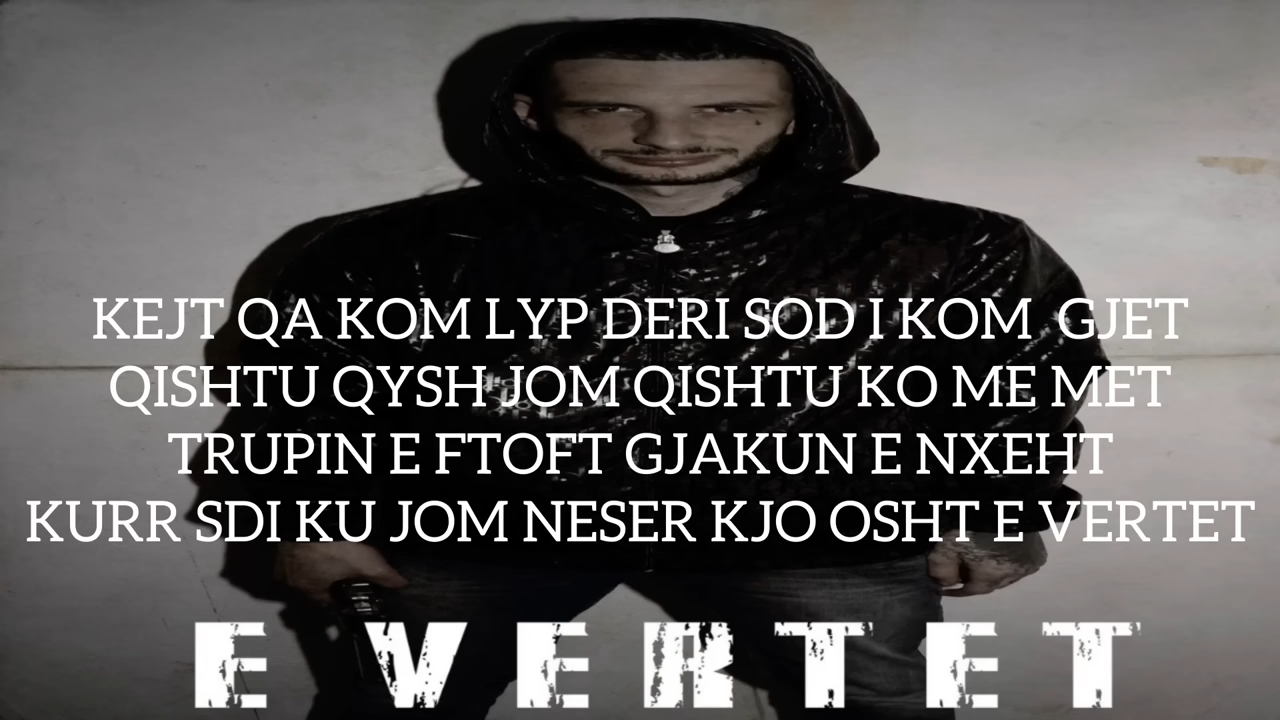 KEJT QA KOM LYP DERI SOD I KOM GJET
QISHTU QYSH JOM QISHTU KO ME MET
TRUPIN E FTOFT GJAKUN E NXEHT
KURR SDI KU JOM NESER KJO OSHT E VERTET
E VERTET